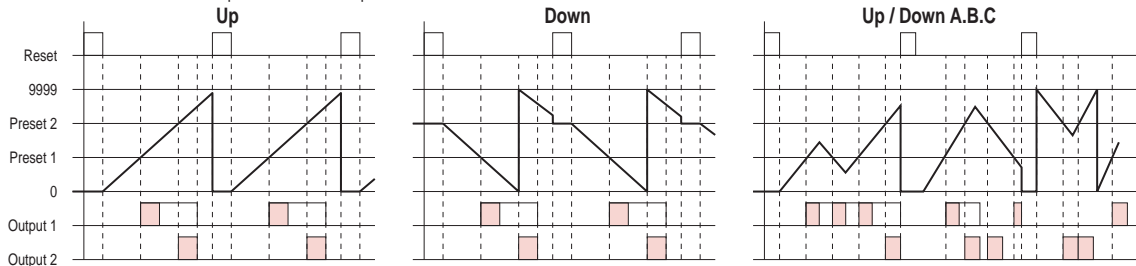 Up
Down
Up / Down A.B.C
Reset
9999
Preset 2
Preset 1
0
Output 1
Output 2